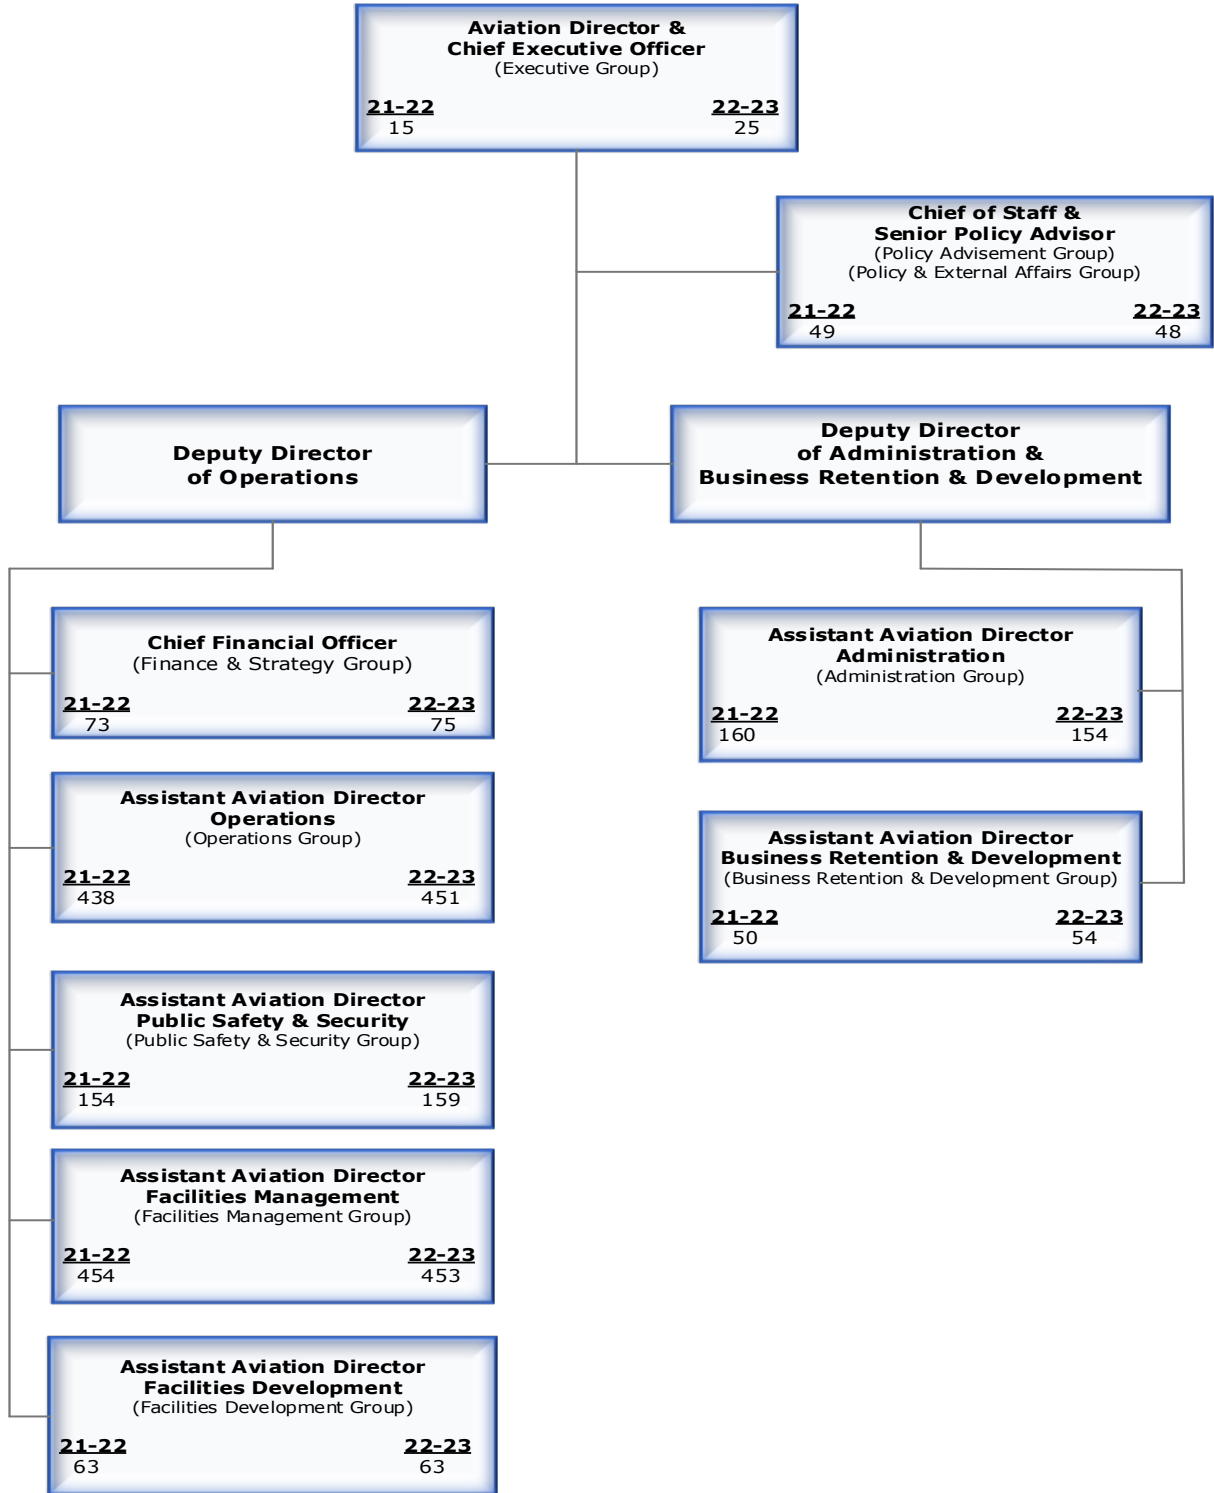 Aviation Director &
Chief Executive Officer
(Executive Group)
21-22 22-23
15 25
Chief of Staff &
Senior Policy Advisor
(Policy Advisement Group)
(Policy & External Affairs Group)
21-22 22-23
49 48
Deputy Director
of Operations
Deputy Director
of Administration &
Business Retention & Development
Chief Financial Officer
(Finance & Strategy Group)
21-22 22-23
73 75
Assistant Aviation Director
Operations
(Operations Group)
21-22 22-23
438 451
Assistant Aviation Director
Public Safety & Security
(Public Safety & Security Group)
21-22 22-23
154 159
Assistant Aviation Director
Facilities Management
(Facilities Management Group)
21-22 22-23
454 453
Assistant Aviation Director
Facilities Development
(Facilities Development Group)
21-22 22-23
63 63
Assistant Aviation Director
Administration
(Administration Group)
21-22 22-23
160 154
Assistant Aviation Director
Business Retention & Development
(Business Retention & Development Group)
21-22 22-23
50 54